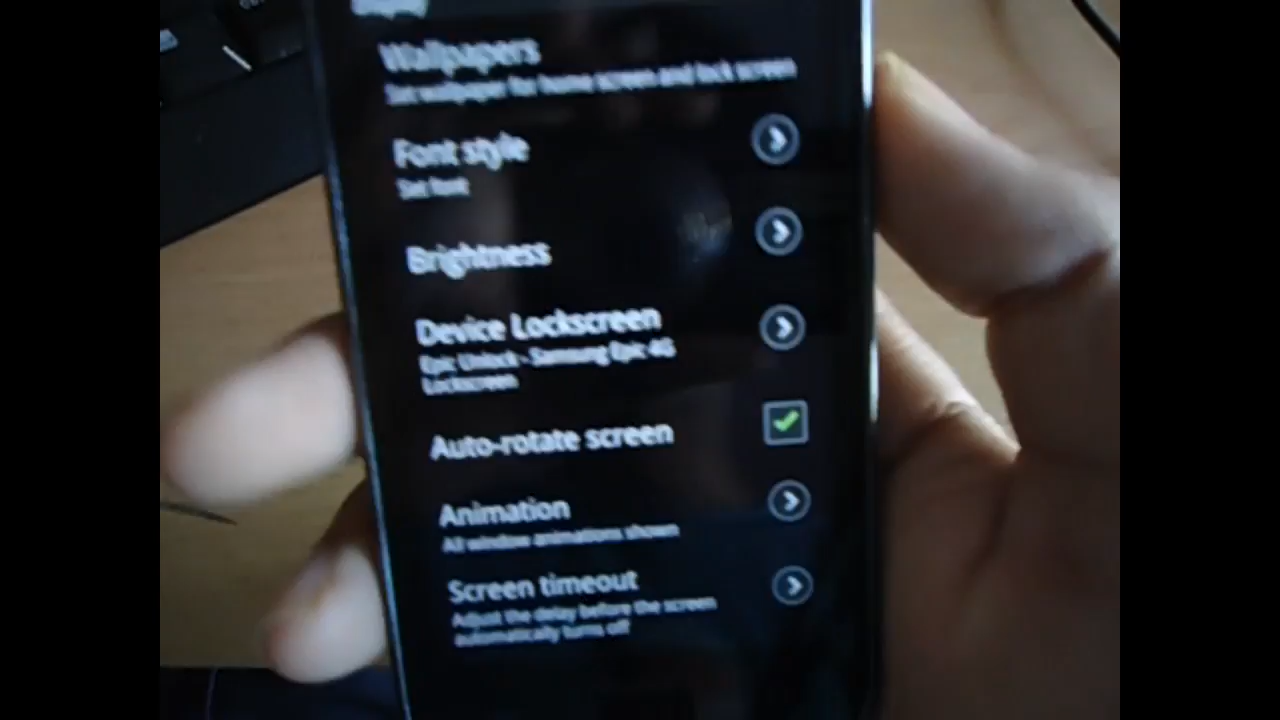 Wallpapers
Set wallpaper for home screen and lock screen
Font style
Set font
Brightness
Device Lockscreen
Epic Unlock - Samsung Epic 4G
Lockscreen
Auto-rotate screen
Animation
All window animations shown
Screen timeout
Adjust the delay before the screen
automatically turns off